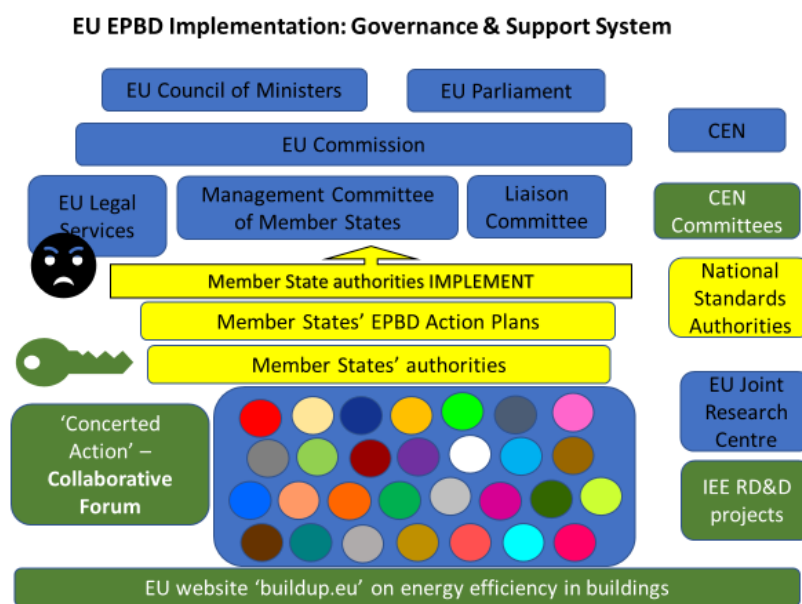 EU EPBD Implementation: Governance & Support System
EU Council of Ministers
EU Parliament
EU Commission
CEN
EU Legal
Services
Management Committee
of Member States
Liaison
Committee
CEN
Committees
Member State authorities IMPLEMENT
National
Standards
Authorities
Member States’ EPBD Action Plans
Member States’ authorities
EU Joint
Research
Centre
‘Concerted
Action’ –
Collaborative
Forum
IEE RD&D
projects
EU website ‘buildup.eu’ on energy efficiency in buildings